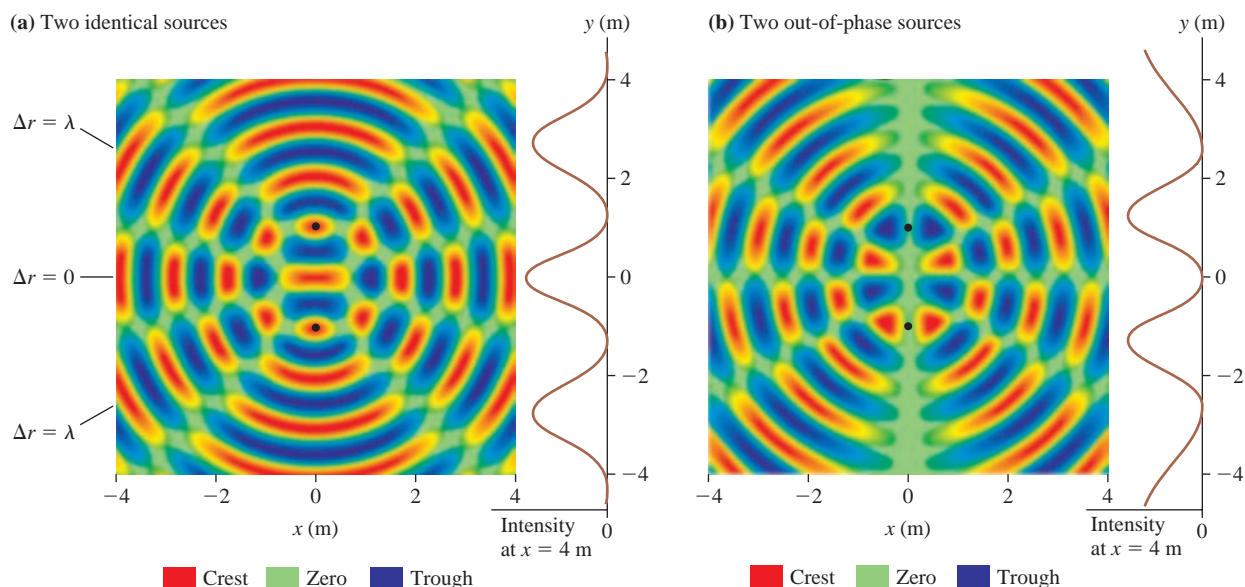 (a) Two identical sources
y (m)
4
Δr = λ
2
Δr = 0
0
−2
Δr = λ
−4
−4 −2 0 2 4
x (m)
Intensity
at x = 4 m
0
Crest Zero Trough
(b) Two out-of-phase sources
y (m)
4
2
0
−2
−4
−4 −2 0 2 4
x (m)
Intensity
at x = 4 m
0
Crest Zero Trough